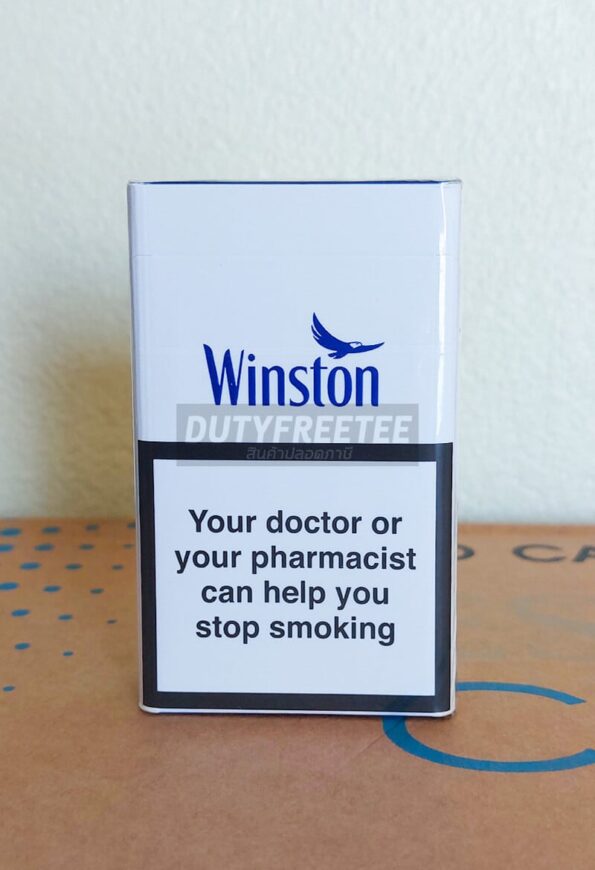 Winston
DUTYFREETEE
สินค้าปลอดภาษี
Your doctor or
your pharmacist
can help you
stop smoking